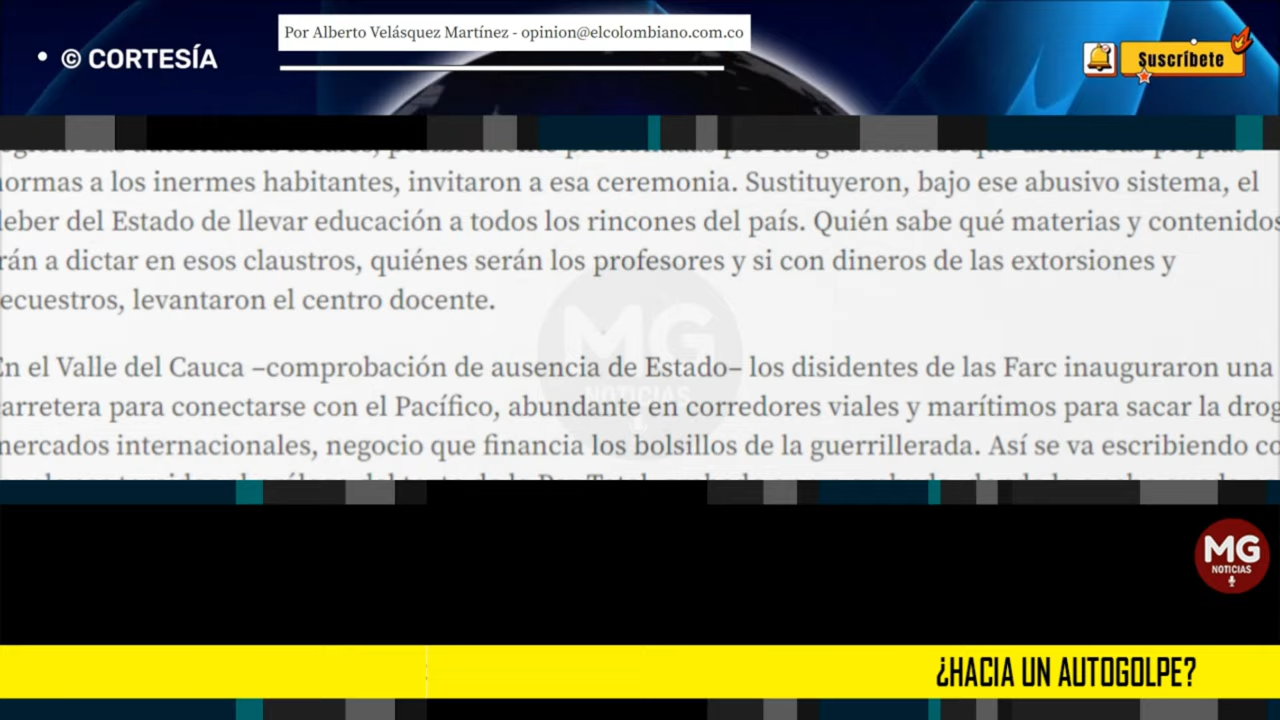 Por Alberto Velásquez Martínez - opinion@elcolombiano.com.co
• © CORTESÍA
Suscríbete
ormas a los inermes habitantes, invitaron a esa ceremonia. Sustituyeron, bajo ese abusivo sistema, el
eber del Estado de llevar educación a todos los rincones del país. Quién sabe qué materias y contenidos
rán a dictar en esos claustros, quiénes serán los profesores y si con dineros de las extorsiones y
ecuestros, levantaron el centro docente.
En el Valle del Cauca –comprobación de ausencia de Estado– los disidentes de las Farc inauguraron una
arretera para conectarse con el Pacífico, abundante en corredores viales y marítimos para sacar la drog
mercados internacionales, negocio que financia los bolsillos de la guerrillerada. Así se va escribiendo co
MG
NOTICIAS
MG
NOTICIAS
¿HACIA UN AUTOGOLPE?